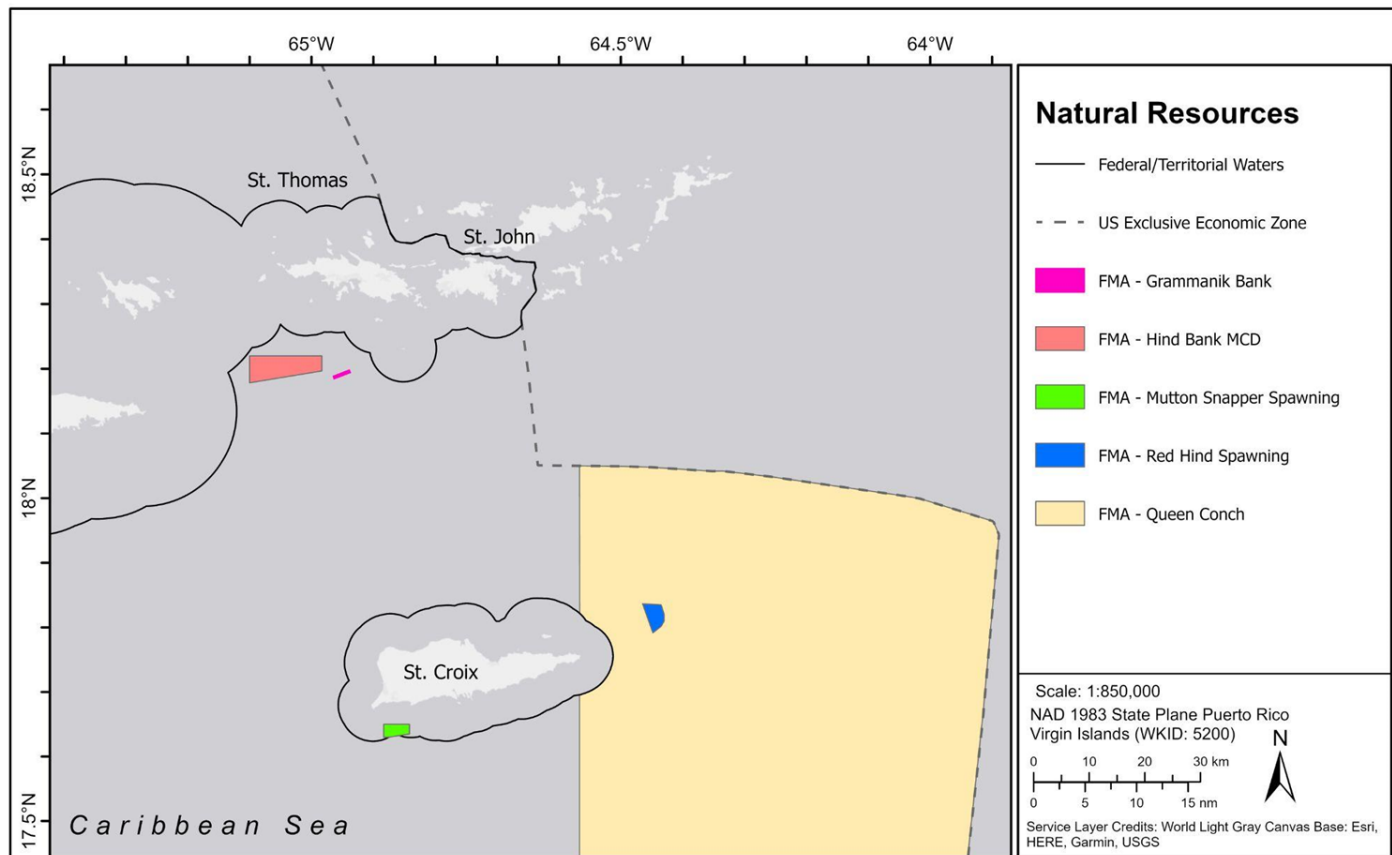 65°W 64.5°W 64°W
18.5°N
18°N
17.5°N
St. Thomas
St. John
St. Croix
Caribbean Sea
Natural Resources
Federal/Territorial Waters
US Exclusive Economic Zone
FMA - Grammanik Bank
FMA - Hind Bank MCD
FMA - Mutton Snapper Spawning
FMA - Red Hind Spawning
FMA - Queen Conch
Scale: 1:850,000
NAD 1983 State Plane Puerto Rico
Virgin Islands (WKID: 5200)
N
0 10 20 30 km
0 5 10 15 nm
Service Layer Credits: World Light Gray Canvas Base: Esri,
HERE, Garmin, USGS